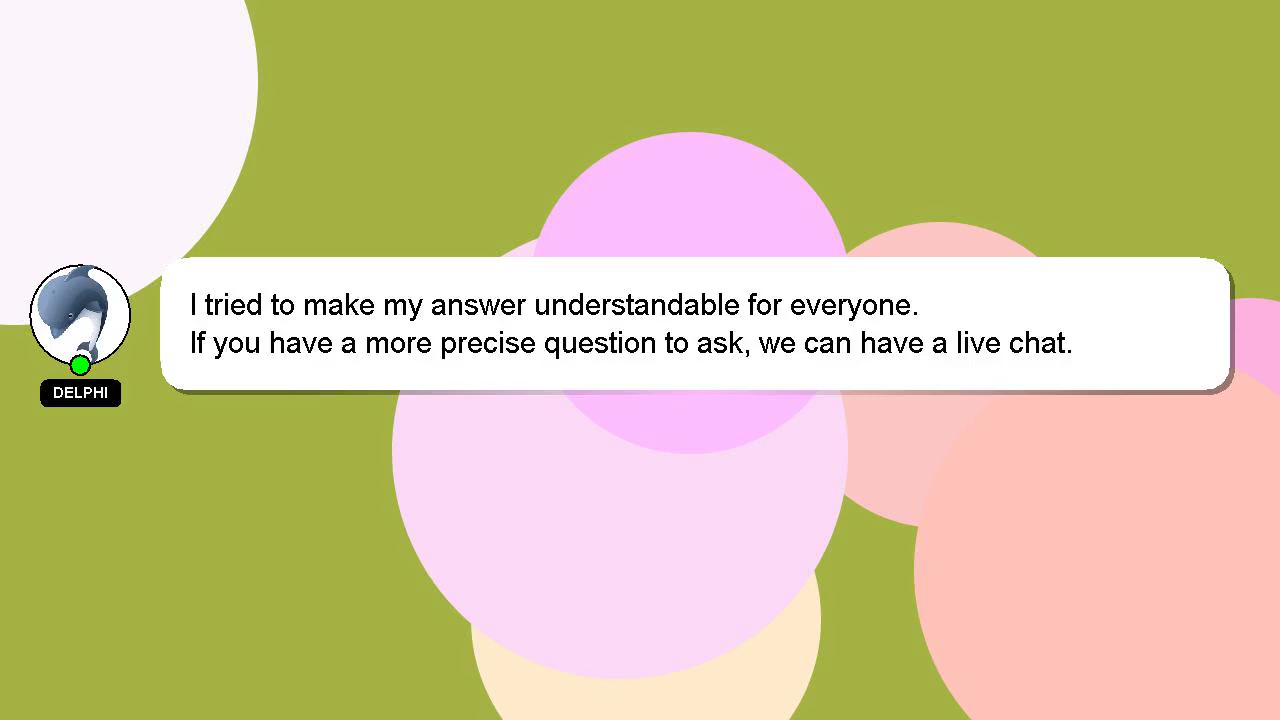 I tried to make my answer understandable for everyone.
If you have a more precise question to ask, we can have a live chat.
DELPHI